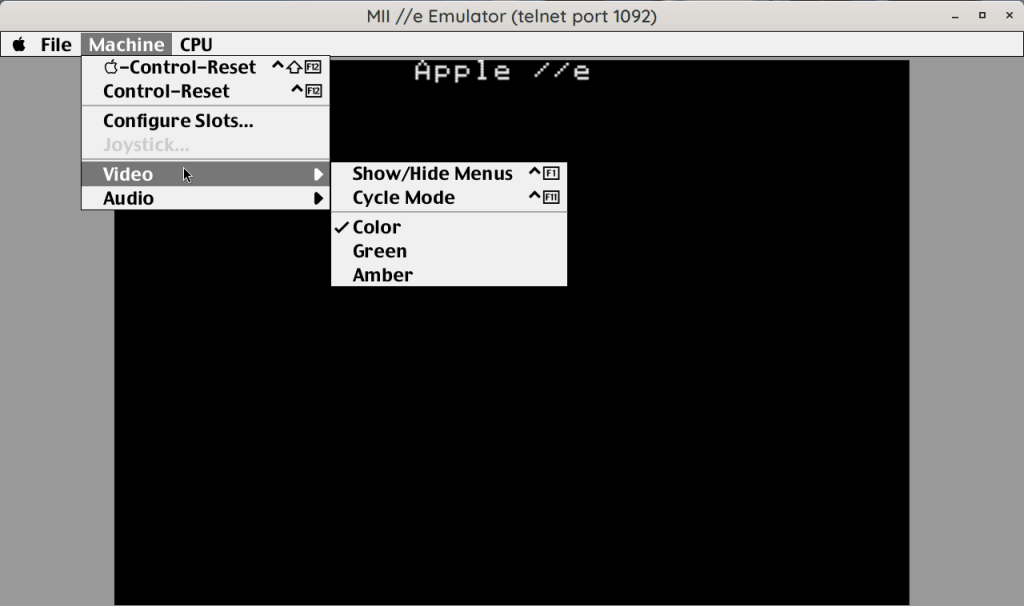 MII //e Emulator (telnet port 1092)
File Machine CPU
-Control-Reset ^⇧F12
Control-Reset ^F12
Configure Slots...
Joystick...
Video
Audio
Show/Hide Menus ^F1
Cycle Mode ^F11
✓Color
Green
Amber
Apple //e